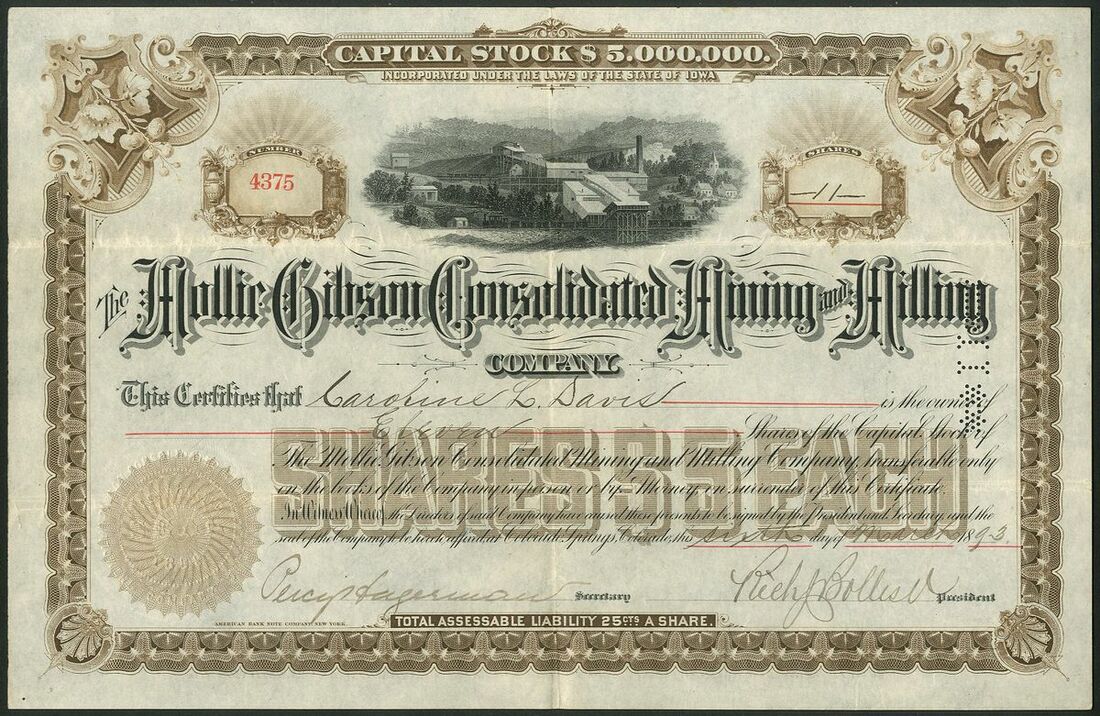 CAPITAL STOCK $ 5.000.000.
INCORPORATED UNDER THE LAWS OF THE STATE OF IOWA
NUMBER
4375
SHARES
11
The Mollie Gibson Consolidated Mining and Milling
COMPANY
This Certifies that Caroline L. Davis is the owner of
Eleven Shares of the Capital Stock of
The Mollie Gibson Consolidated Mining and Milling Company, transferable only
on the books of the Company in person or by Attorney, on surrender of this Certificate.
In Witness Whereof, the of said Company have caused these presents to be signed by the President and Secretary, and the
seal of the Company to be hereto affixed at Colorado Springs, Colorado, this sixth day of March 1893.
SHARES $5 EACH
Percy Hagerman Secretary
President
AMERICAN BANK NOTE COMPANY, NEW YORK.
TOTAL ASSESSABLE LIABILITY 25CTS A SHARE.